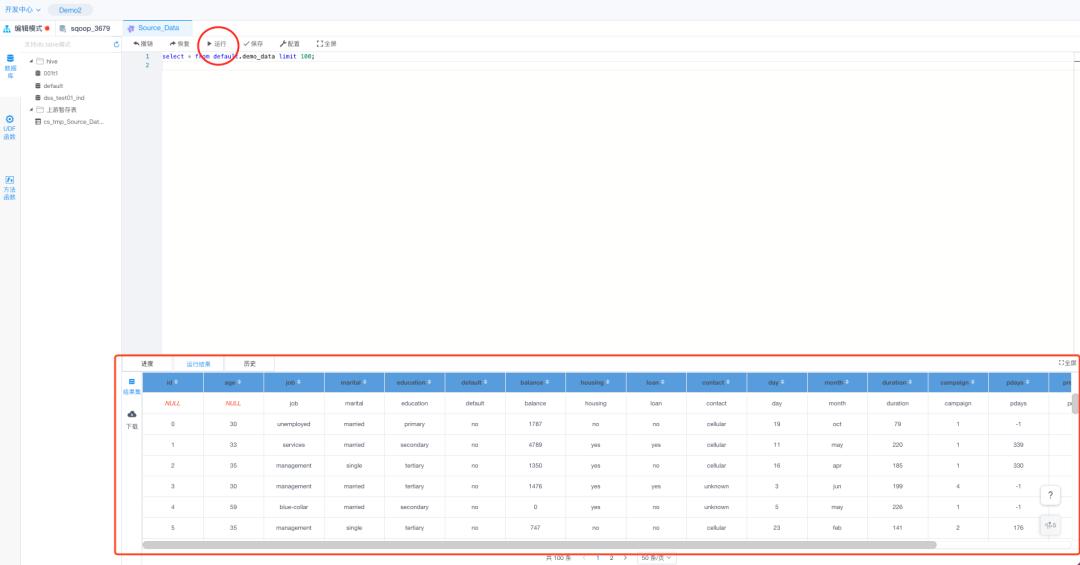 开发中心 Demo2
编辑模式 sqoop_3679 Source_Data
支持db.table模式
撤销 恢复 运行 保存 配置 全屏
1 select * from default.demo_data limit 100;
2
数据库
UDF函数
方法函数
hive
001t1
default
dss_test01_ind
上游暂存表
cs_tmp_Source_Dat...
进度 运行结果 历史 全屏
结果集
下载
id age job marital education default balance housing loan contact day month duration campaign pdays pre
NULL NULL job marital education default balance housing loan contact day month duration campaign pdays
0 30 unemployed married primary no 1787 no no cellular 19 oct 79 1 -1
1 33 services married secondary no 4789 yes yes cellular 11 may 220 1 339
2 35 management single tertiary no 1350 yes no cellular 16 apr 185 1 330
3 30 management married tertiary no 1476 yes yes unknown 3 jun 199 4 -1
4 59 blue-collar married secondary no 0 yes no unknown 5 may 226 1 -1
5 35 management single tertiary no 747 no no cellular 23 feb 141 2 176
?
共 100 条 1 2 50 条/页